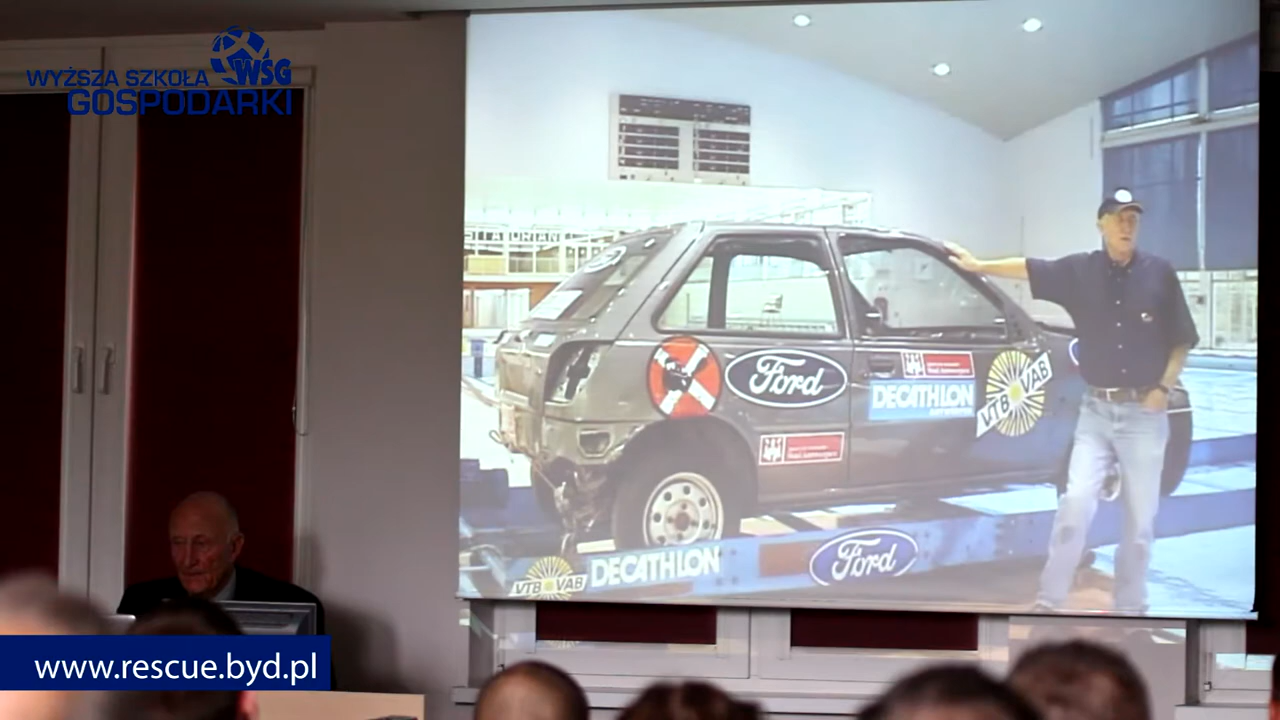 WYŻSZA SZKOŁA WSG
GOSPODARKI
Ford
DECATHLON
VTB VAB
VTB VAB
DECATHLON
Ford
www.rescue.byd.pl